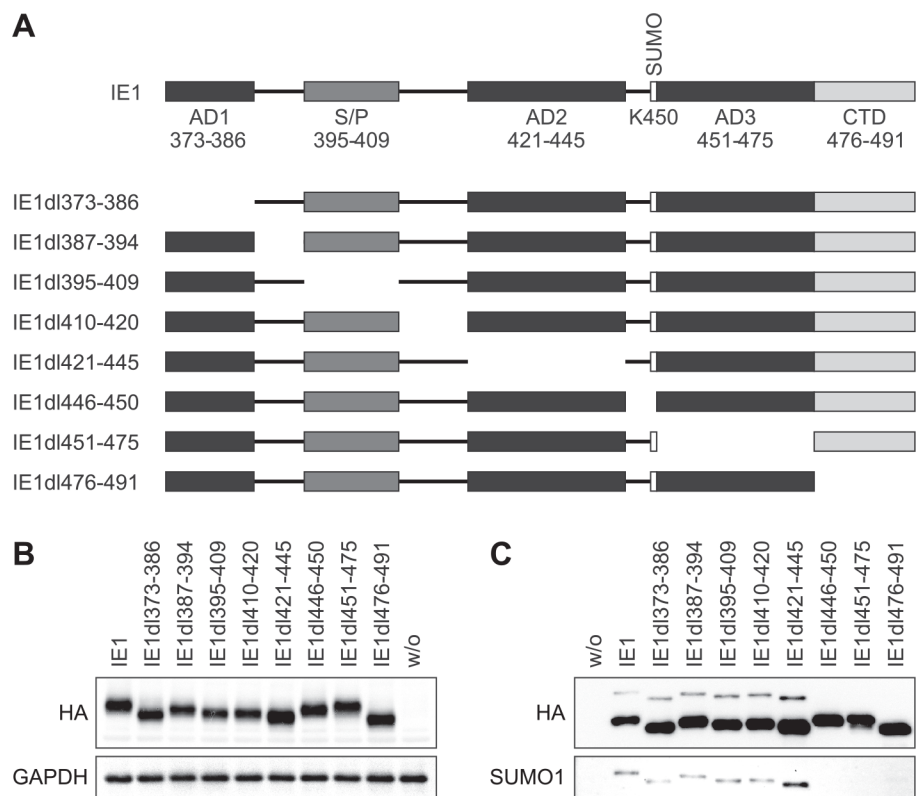 A
SUMO
IE1
AD1 S/P AD2 K450 AD3 CTD
373-386 395-409 421-445 451-475 476-491
IE1dl373-386
IE1dl387-394
IE1dl395-409
IE1dl410-420
IE1dl421-445
IE1dl446-450
IE1dl451-475
IE1dl476-491
B
IE1
IE1dl373-386
IE1dl387-394
IE1dl395-409
IE1dl410-420
IE1dl421-445
IE1dl446-450
IE1dl451-475
IE1dl476-491
w/o
HA
GAPDH
C
w/o
IE1
IE1dl373-386
IE1dl387-394
IE1dl395-409
IE1dl410-420
IE1dl421-445
IE1dl446-450
IE1dl451-475
IE1dl476-491
HA
SUMO1